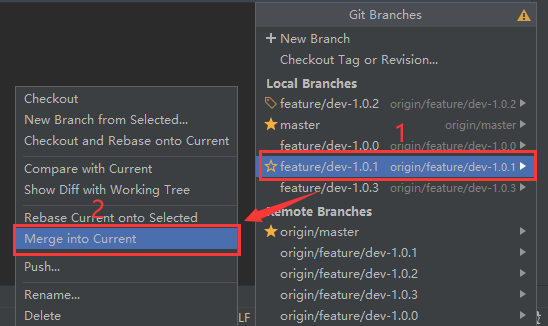 Git Branches
New Branch
Checkout Tag or Revision...
Local Branches
feature/dev-1.0.2 origin/feature/dev-1.0.2
master origin/master
1
feature/dev-1.0.0 origin/feature/dev-1.0.0
feature/dev-1.0.1 origin/feature/dev-1.0.1
feature/dev-1.0.3 origin/feature/dev-1.0.3
Remote Branches
origin/master
origin/feature/dev-1.0.1
origin/feature/dev-1.0.2
origin/feature/dev-1.0.3
origin/feature/dev-1.0.0
Checkout
New Branch from Selected...
Checkout and Rebase onto Current
Compare with Current
Show Diff with Working Tree
2
Rebase Current onto Selected
Merge into Current
Push...
Rename...
Delete
LF